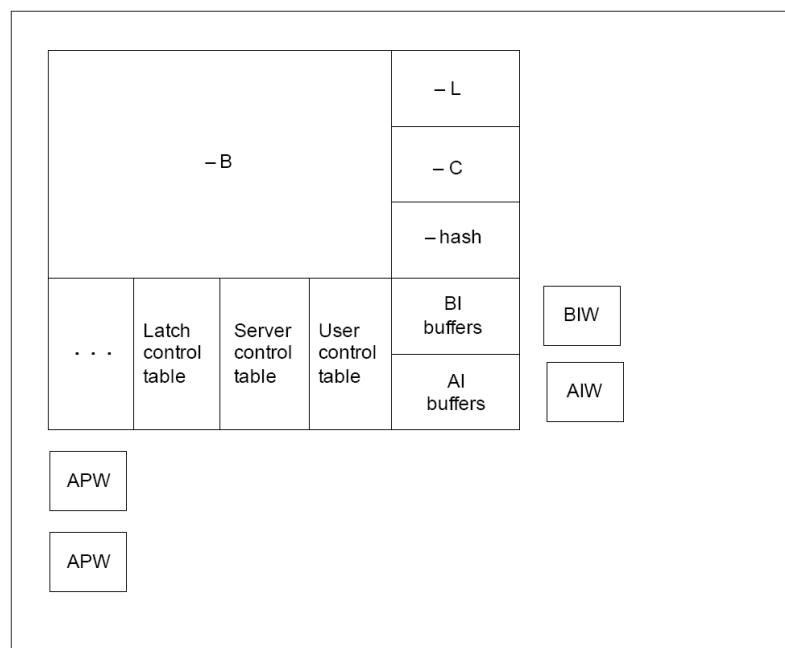 – B
– L
– C
– hash
. . .
Latch
control
table
Server
control
table
User
control
table
BI
buffers
AI
buffers
BIW
AIW
APW
APW